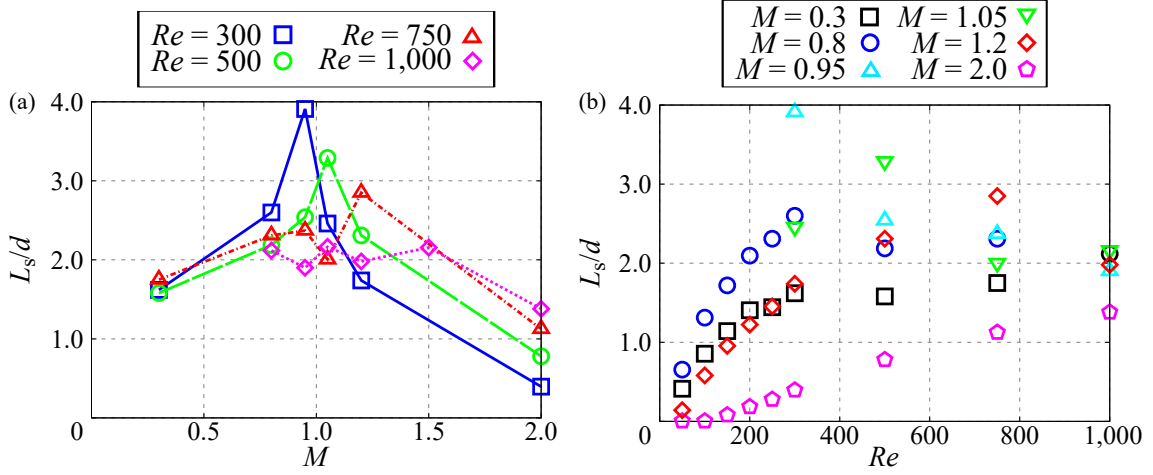 Re = 300 Re = 750
Re = 500 Re = 1,000
(a)
4.0
3.0
2.0
1.0
0
0.5 1.0 1.5 2.0
L_s/d
M
M = 0.3 M = 1.05
M = 0.8 M = 1.2
M = 0.95 M = 2.0
(b)
4.0
3.0
2.0
1.0
0
200 400 600 800 1,000
L_s/d
Re